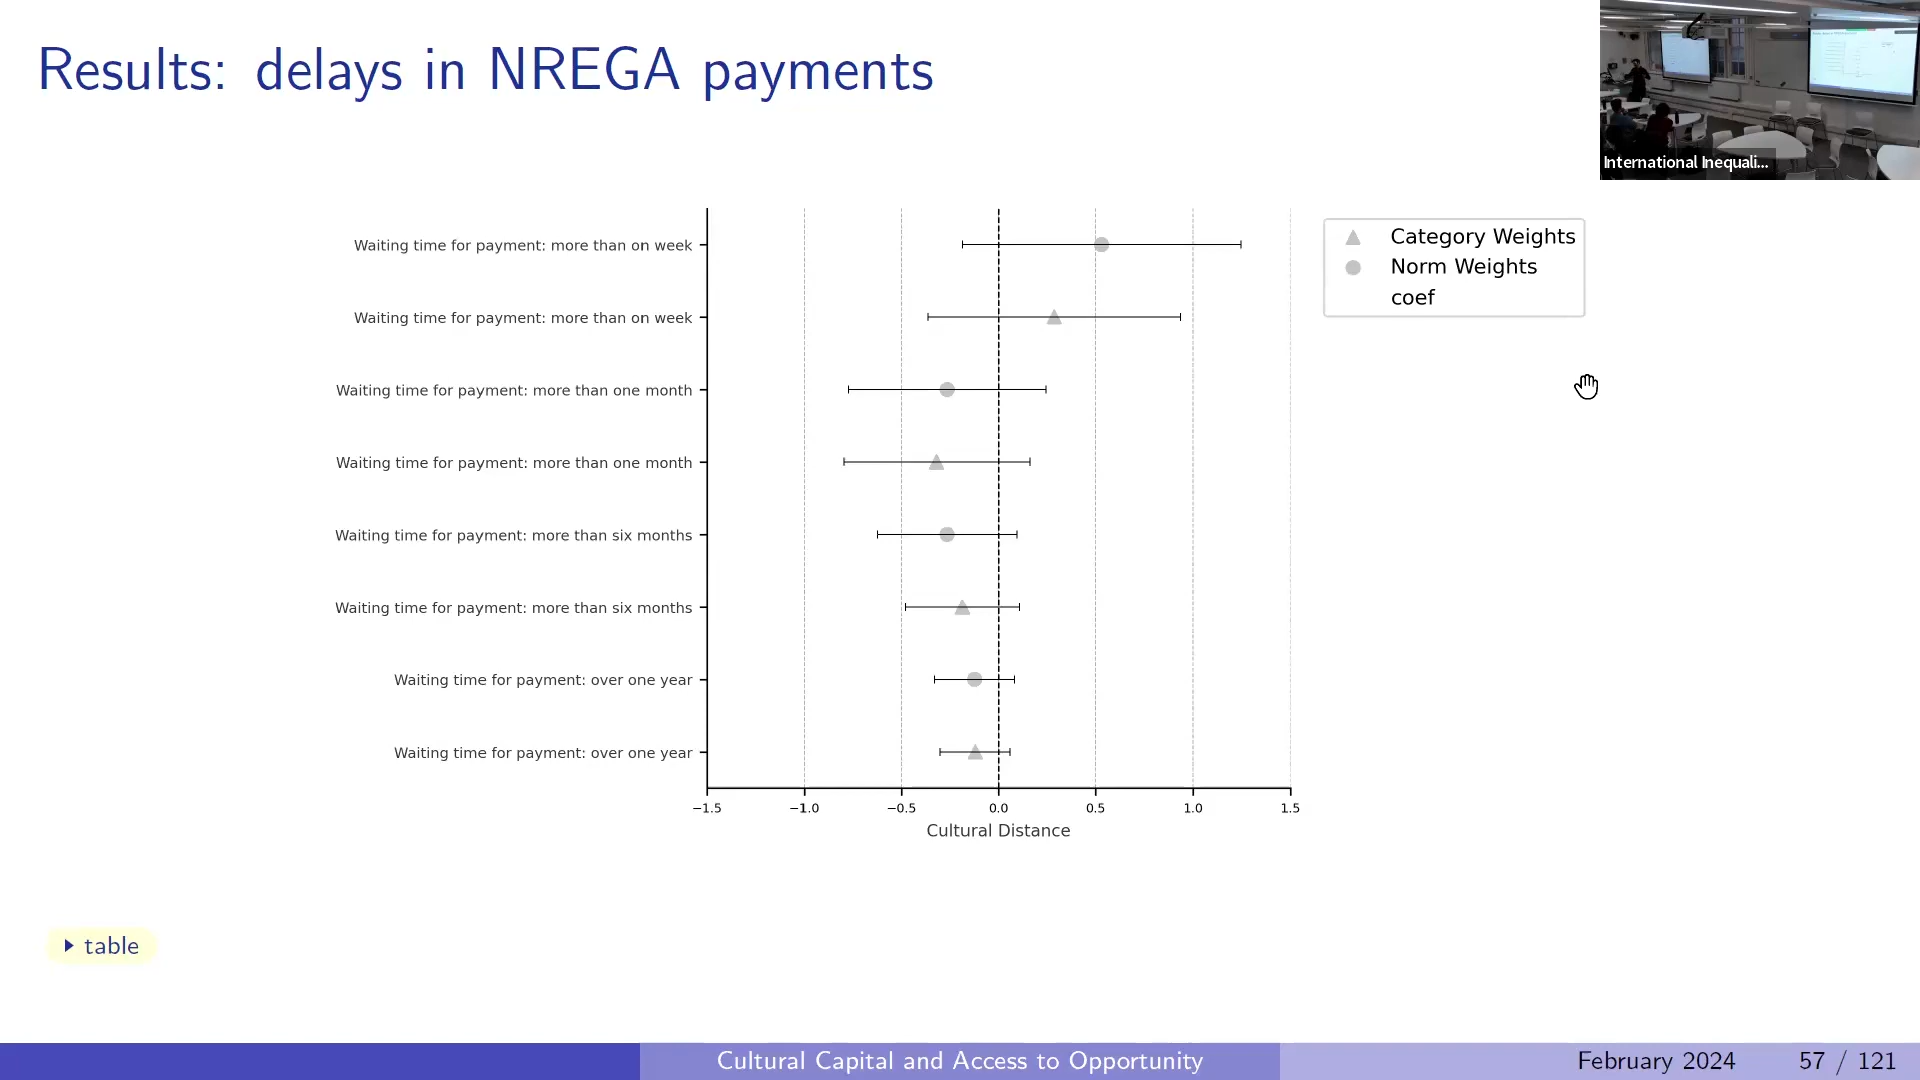 Results: delays in NREGA payments
International Inequali...
Waiting time for payment: more than on week
Waiting time for payment: more than on week
Waiting time for payment: more than one month
Waiting time for payment: more than one month
Waiting time for payment: more than six months
Waiting time for payment: more than six months
Waiting time for payment: over one year
Waiting time for payment: over one year
Category Weights
Norm Weights
coef
−1.5 −1.0 −0.5 0.0 0.5 1.0 1.5
Cultural Distance
table
Cultural Capital and Access to Opportunity February 2024 57 / 121